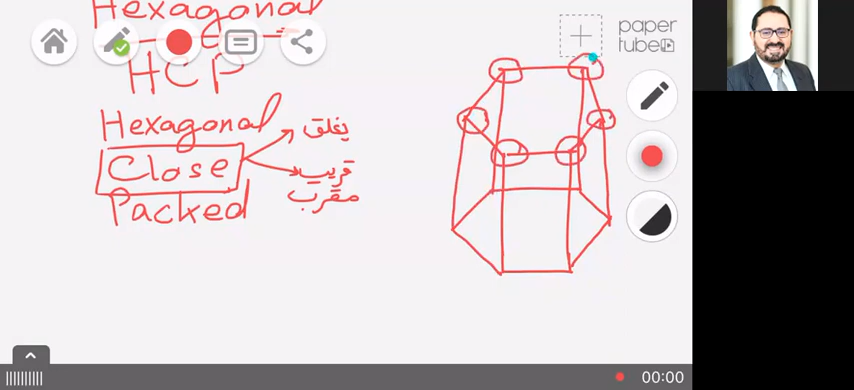 Hexagonal
HCP
Hexagonal
يغلق
Close
قريب
مقرب
Packed
paper
tube
00:00